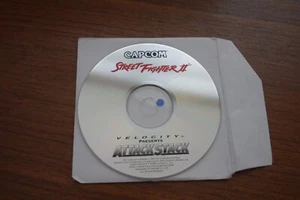 CAPCOM
STREET FIGHTER II
VELOCITY
PRESENTS
ATTACK STACK